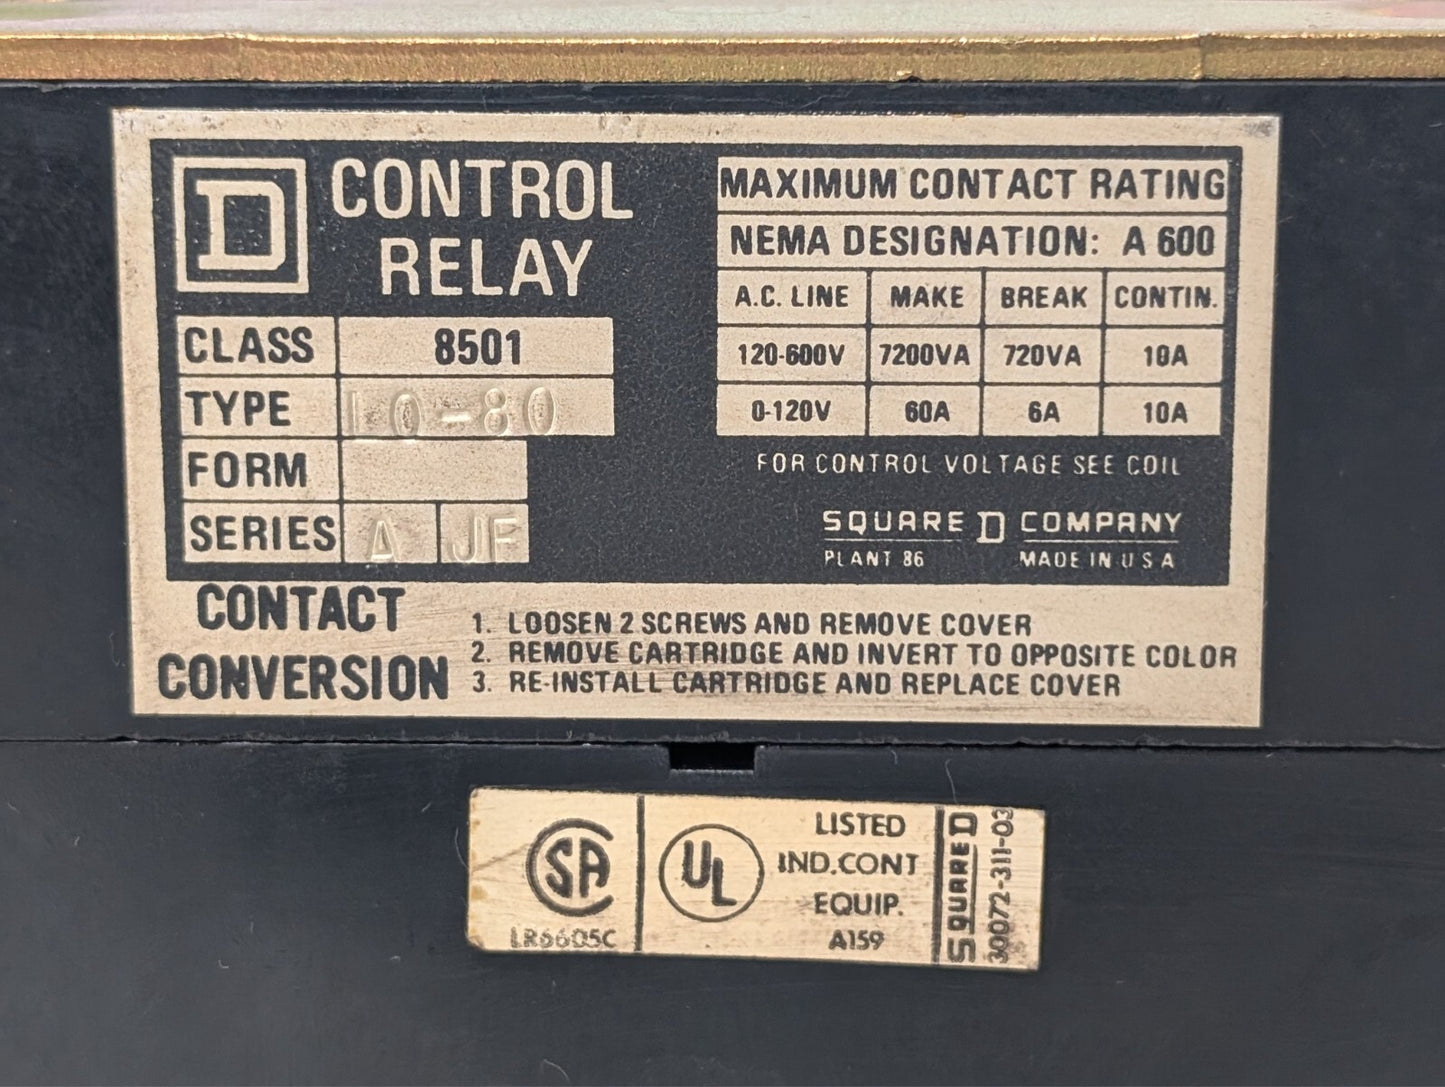 D CONTROL
RELAY
CLASS 8501
TYPE LO-80
FORM
SERIES A JF
MAXIMUM CONTACT RATING
NEMA DESIGNATION: A 600
A.C. LINE MAKE BREAK CONTIN.
120-600V 7200VA 720VA 10A
0-120V 60A 6A 10A
FOR CONTROL VOLTAGE SEE COIL
SQUARE D COMPANY
PLANT 86 MADE IN U S A
CONTACT
CONVERSION
1. LOOSEN 2 SCREWS AND REMOVE COVER
2. REMOVE CARTRIDGE AND INVERT TO OPPOSITE COLOR
3. RE-INSTALL CARTRIDGE AND REPLACE COVER
SA
LR6605C
UL
LISTED
IND.CONT
EQUIP.
A159
SQUARE D
30072-311-03